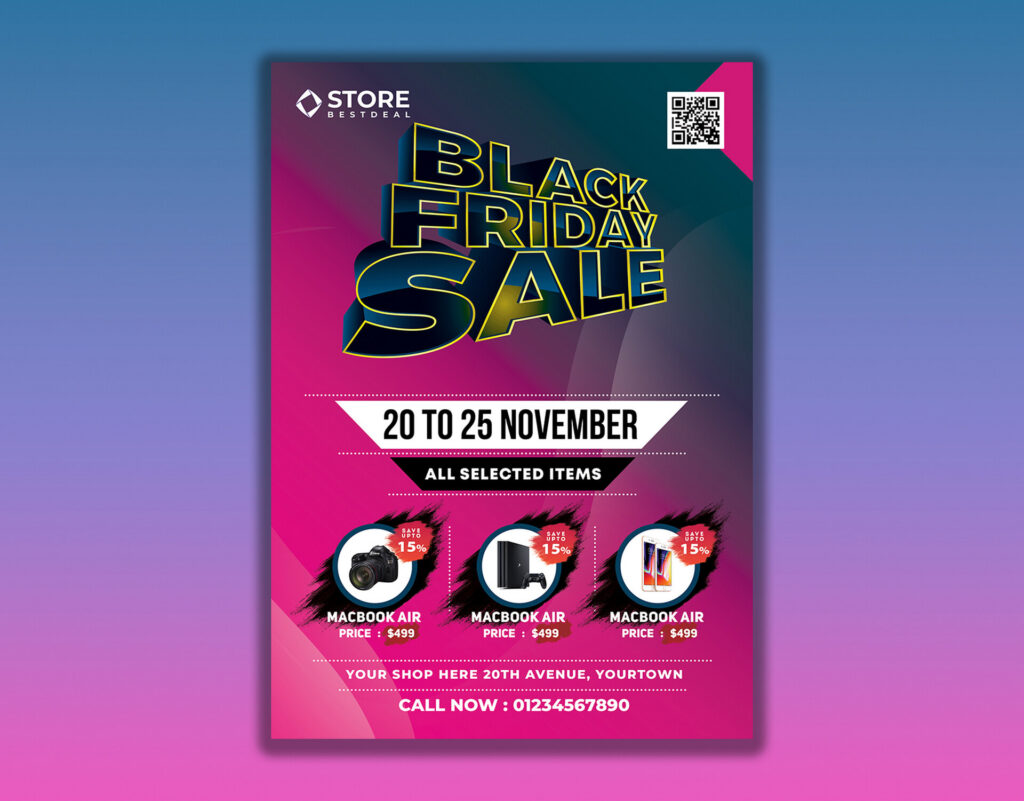 STORE
BESTDEAL
BLACK
FRIDAY
SALE
20 TO 25 NOVEMBER
ALL SELECTED ITEMS
SAVE
UPTO
15%
MACBOOK AIR
PRICE : $499
SAVE
UPTO
15%
MACBOOK AIR
PRICE : $499
SAVE
UPTO
15%
MACBOOK AIR
PRICE : $499
YOUR SHOP HERE 20TH AVENUE, YOURTOWN
CALL NOW : 01234567890